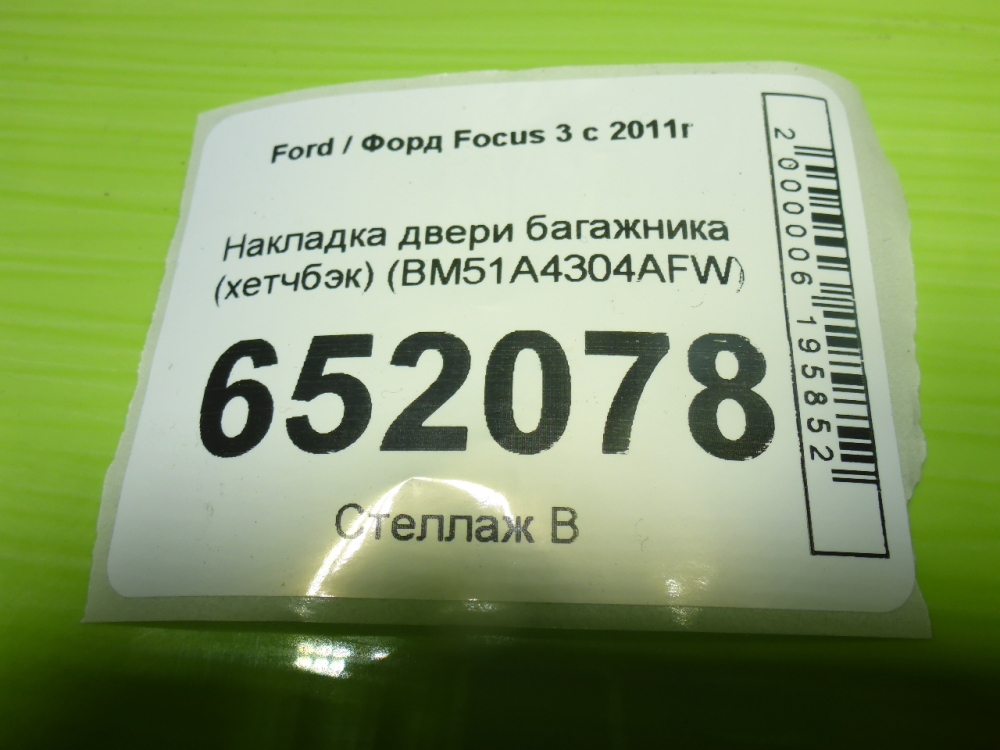 Ford / Форд Focus 3 с 2011г
Накладка двери багажника
(хетчбэк) (BM51A4304AFW)
652078
Стеллаж В
2000006195852